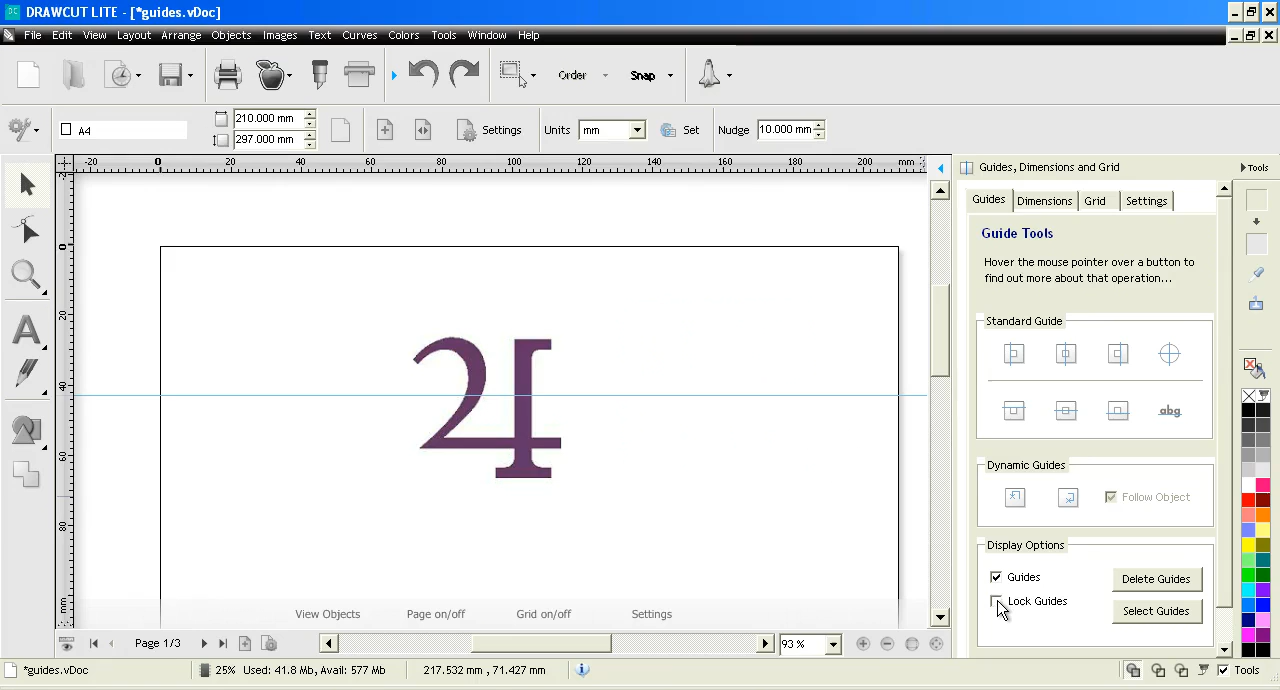 DRAWCUT LITE - [*guides.vDoc]
File Edit View Layout Arrange Objects Images Text Curves Colors Tools Window Help
Order Snap
A4 210.000 mm 297.000 mm Settings Units mm Set Nudge 10.000 mm
-20 0 20 40 60 80 100 120 140 160 180 200 mm
Guides, Dimensions and Grid Tools
Guides Dimensions Grid Settings
Guide Tools
Hover the mouse pointer over a button to
find out more about that operation...
Standard Guide
abg
Dynamic Guides
Follow Object
Display Options
Guides Delete Guides
Lock Guides Select Guides
0
20
40
60
80
mm
View Objects Page on/off Grid on/off Settings
Page 1/3 93 %
*guides.vDoc 25% Used: 41.8 Mb, Avail: 577 Mb 217.532 mm , 71.427 mm Tools